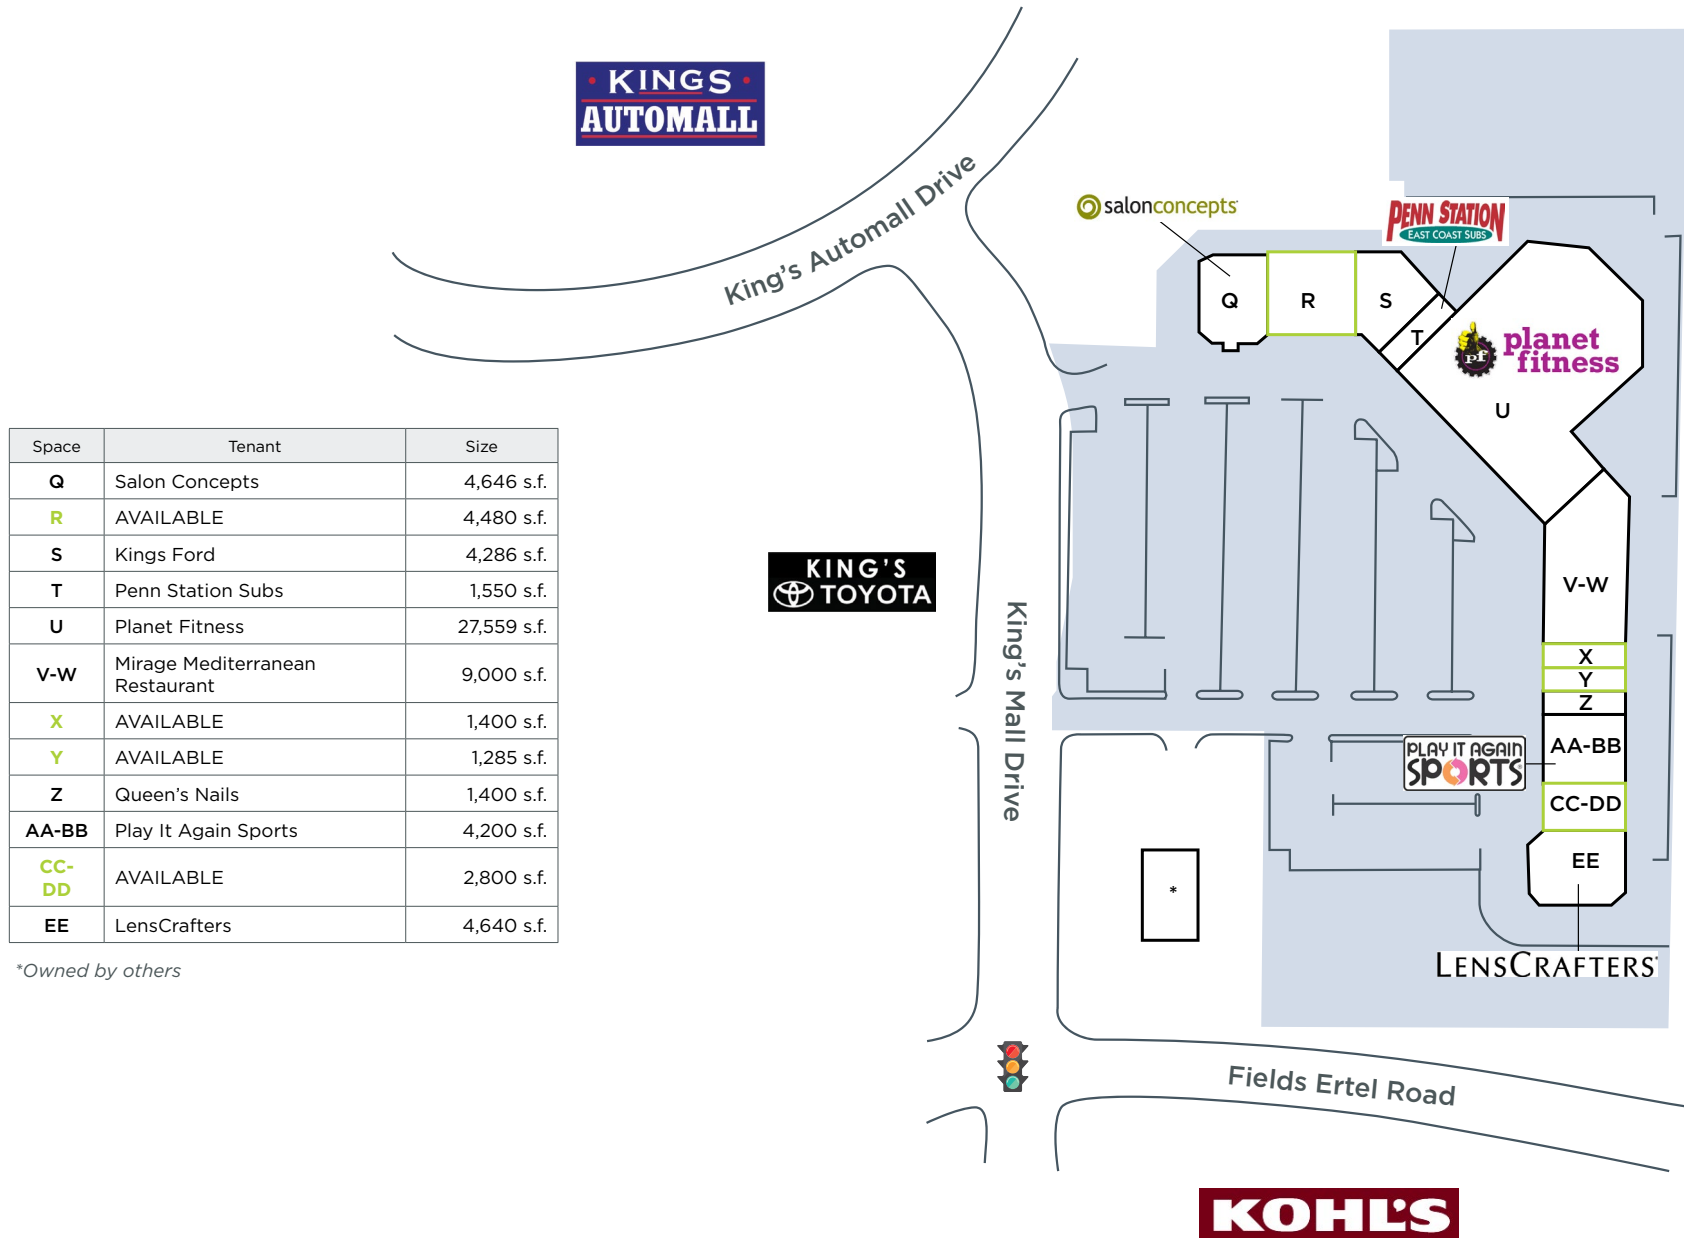 KINGS
AUTOMALL
King's Automall Drive
salonconcepts
PENN STATION
EAST COAST SUBS
Q
R
S
T
pf
planet
fitness
U
Space Tenant Size
Q Salon Concepts 4,646 s.f.
R AVAILABLE 4,480 s.f.
S Kings Ford 4,286 s.f.
T Penn Station Subs 1,550 s.f.
U Planet Fitness 27,559 s.f.
V-W Mirage Mediterranean
Restaurant 9,000 s.f.
X AVAILABLE 1,400 s.f.
Y AVAILABLE 1,285 s.f.
Z Queen's Nails 1,400 s.f.
AA-BB Play It Again Sports 4,200 s.f.
CC-
DD AVAILABLE 2,800 s.f.
EE LensCrafters 4,640 s.f.
*Owned by others
KING'S
TOYOTA
King's Mall Drive
V-W
X
Y
Z
PLAY IT AGAIN
SPORTS
AA-BB
CC-DD
EE
*
LENSCRAFTERS
Fields Ertel Road
KOHL'S